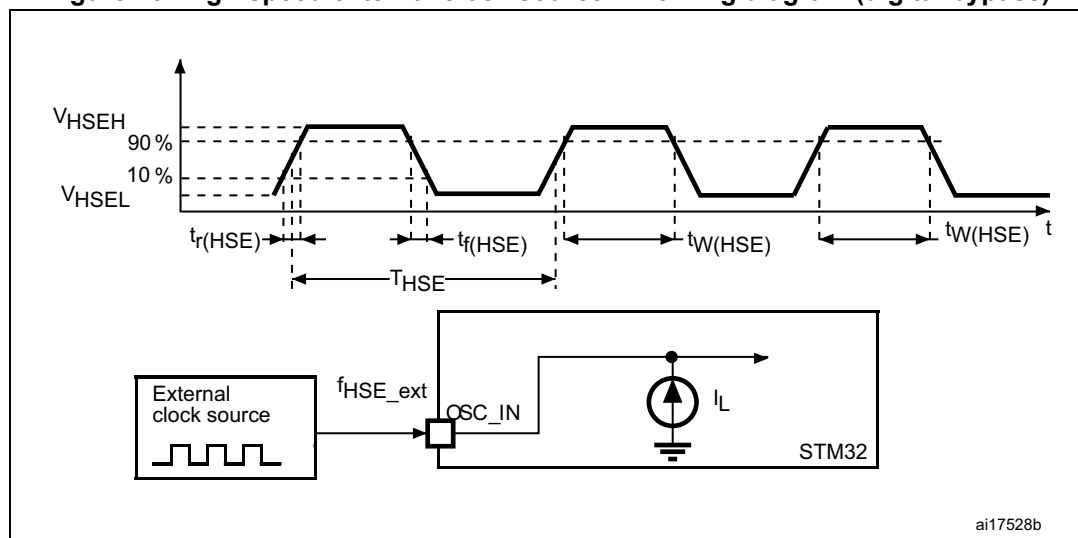 VHSEH
90 %
10 %
VHSEL
tr(HSE)
tf(HSE)
tW(HSE)
tW(HSE)
t
THSE
External
clock source
fHSE_ext
OSC_IN
IL
STM32
ai17528b